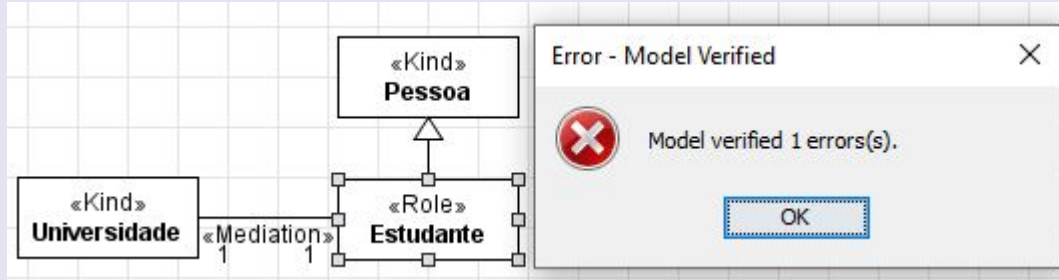 «Kind»
Pessoa
«Kind»
Universidade
«Mediation»
1
1
«Role»
Estudante
Error - Model Verified
Model verified 1 errors(s).
OK